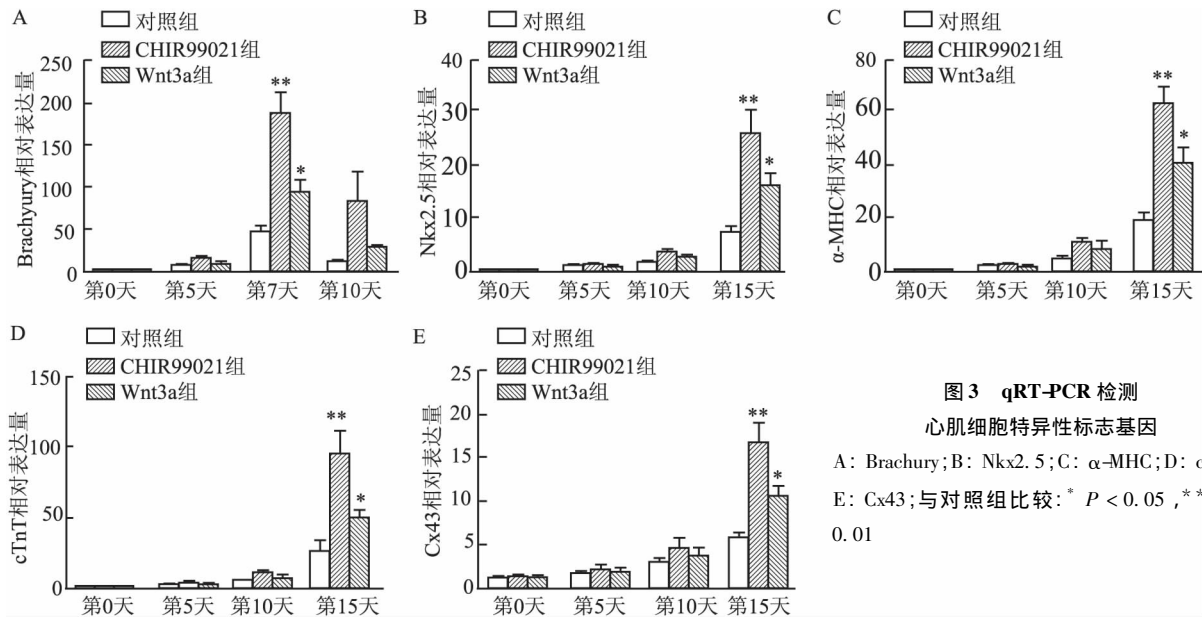 A
对照组
CHIR99021组
Wnt3a组
Brachyury相对表达量
250
200
150
100
50
0
**
*
第0天 第5天 第7天 第10天
B
对照组
CHIR99021组
Wnt3a组
Nkx2.5相对表达量
40
30
20
10
0
**
*
第0天 第5天 第10天 第15天
C
对照组
CHIR99021组
Wnt3a组
α-MHC相对表达量
80
60
40
20
0
**
*
第0天 第5天 第10天 第15天
D
对照组
CHIR99021组
Wnt3a组
cTnT相对表达量
150
100
50
0
**
*
第0天 第5天 第10天 第15天
E
对照组
CHIR99021组
Wnt3a组
Cx43相对表达量
25
20
15
10
5
0
**
*
第0天 第5天 第10天 第15天
图3 qRT-PCR 检测
心肌细胞特异性标志基因
A: Brachury;B: Nkx2.5;C: α-MHC;D:
E: Cx43;与对照组比较:* P<0.05,**
0.01